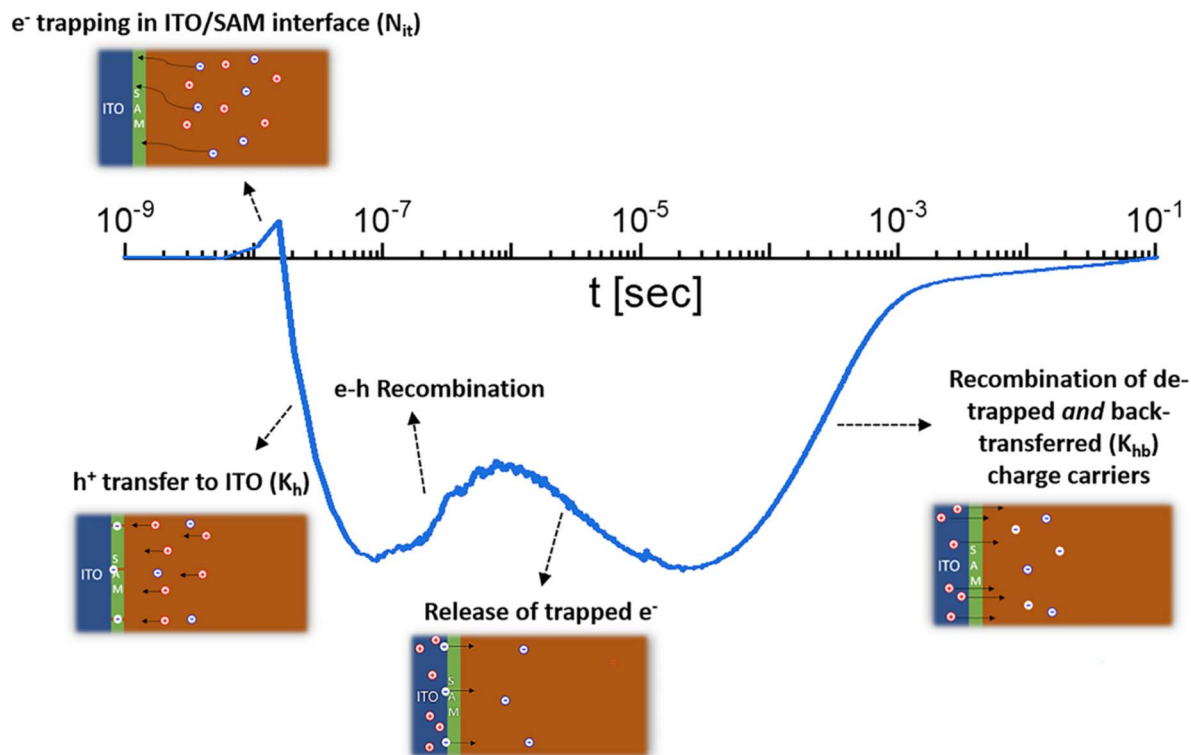 e⁻ trapping in ITO/SAM interface (Nᵢₜ)
ITO
S
A
M
10⁻⁹ 10⁻⁷ 10⁻⁵ 10⁻³ 10⁻¹
t [sec]
e-h Recombination
h⁺ transfer to ITO (Kₕ)
ITO
S
A
M
Release of trapped e⁻
ITO
S
A
M
Recombination of de-
trapped and back-
transferred (K_hb)
charge carriers
ITO
S
A
M